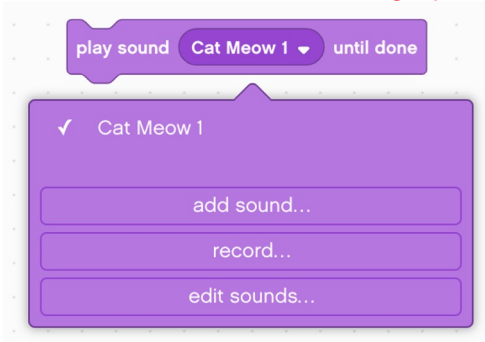 play sound Cat Meow 1 until done
✓ Cat Meow 1
add sound...
record...
edit sounds...